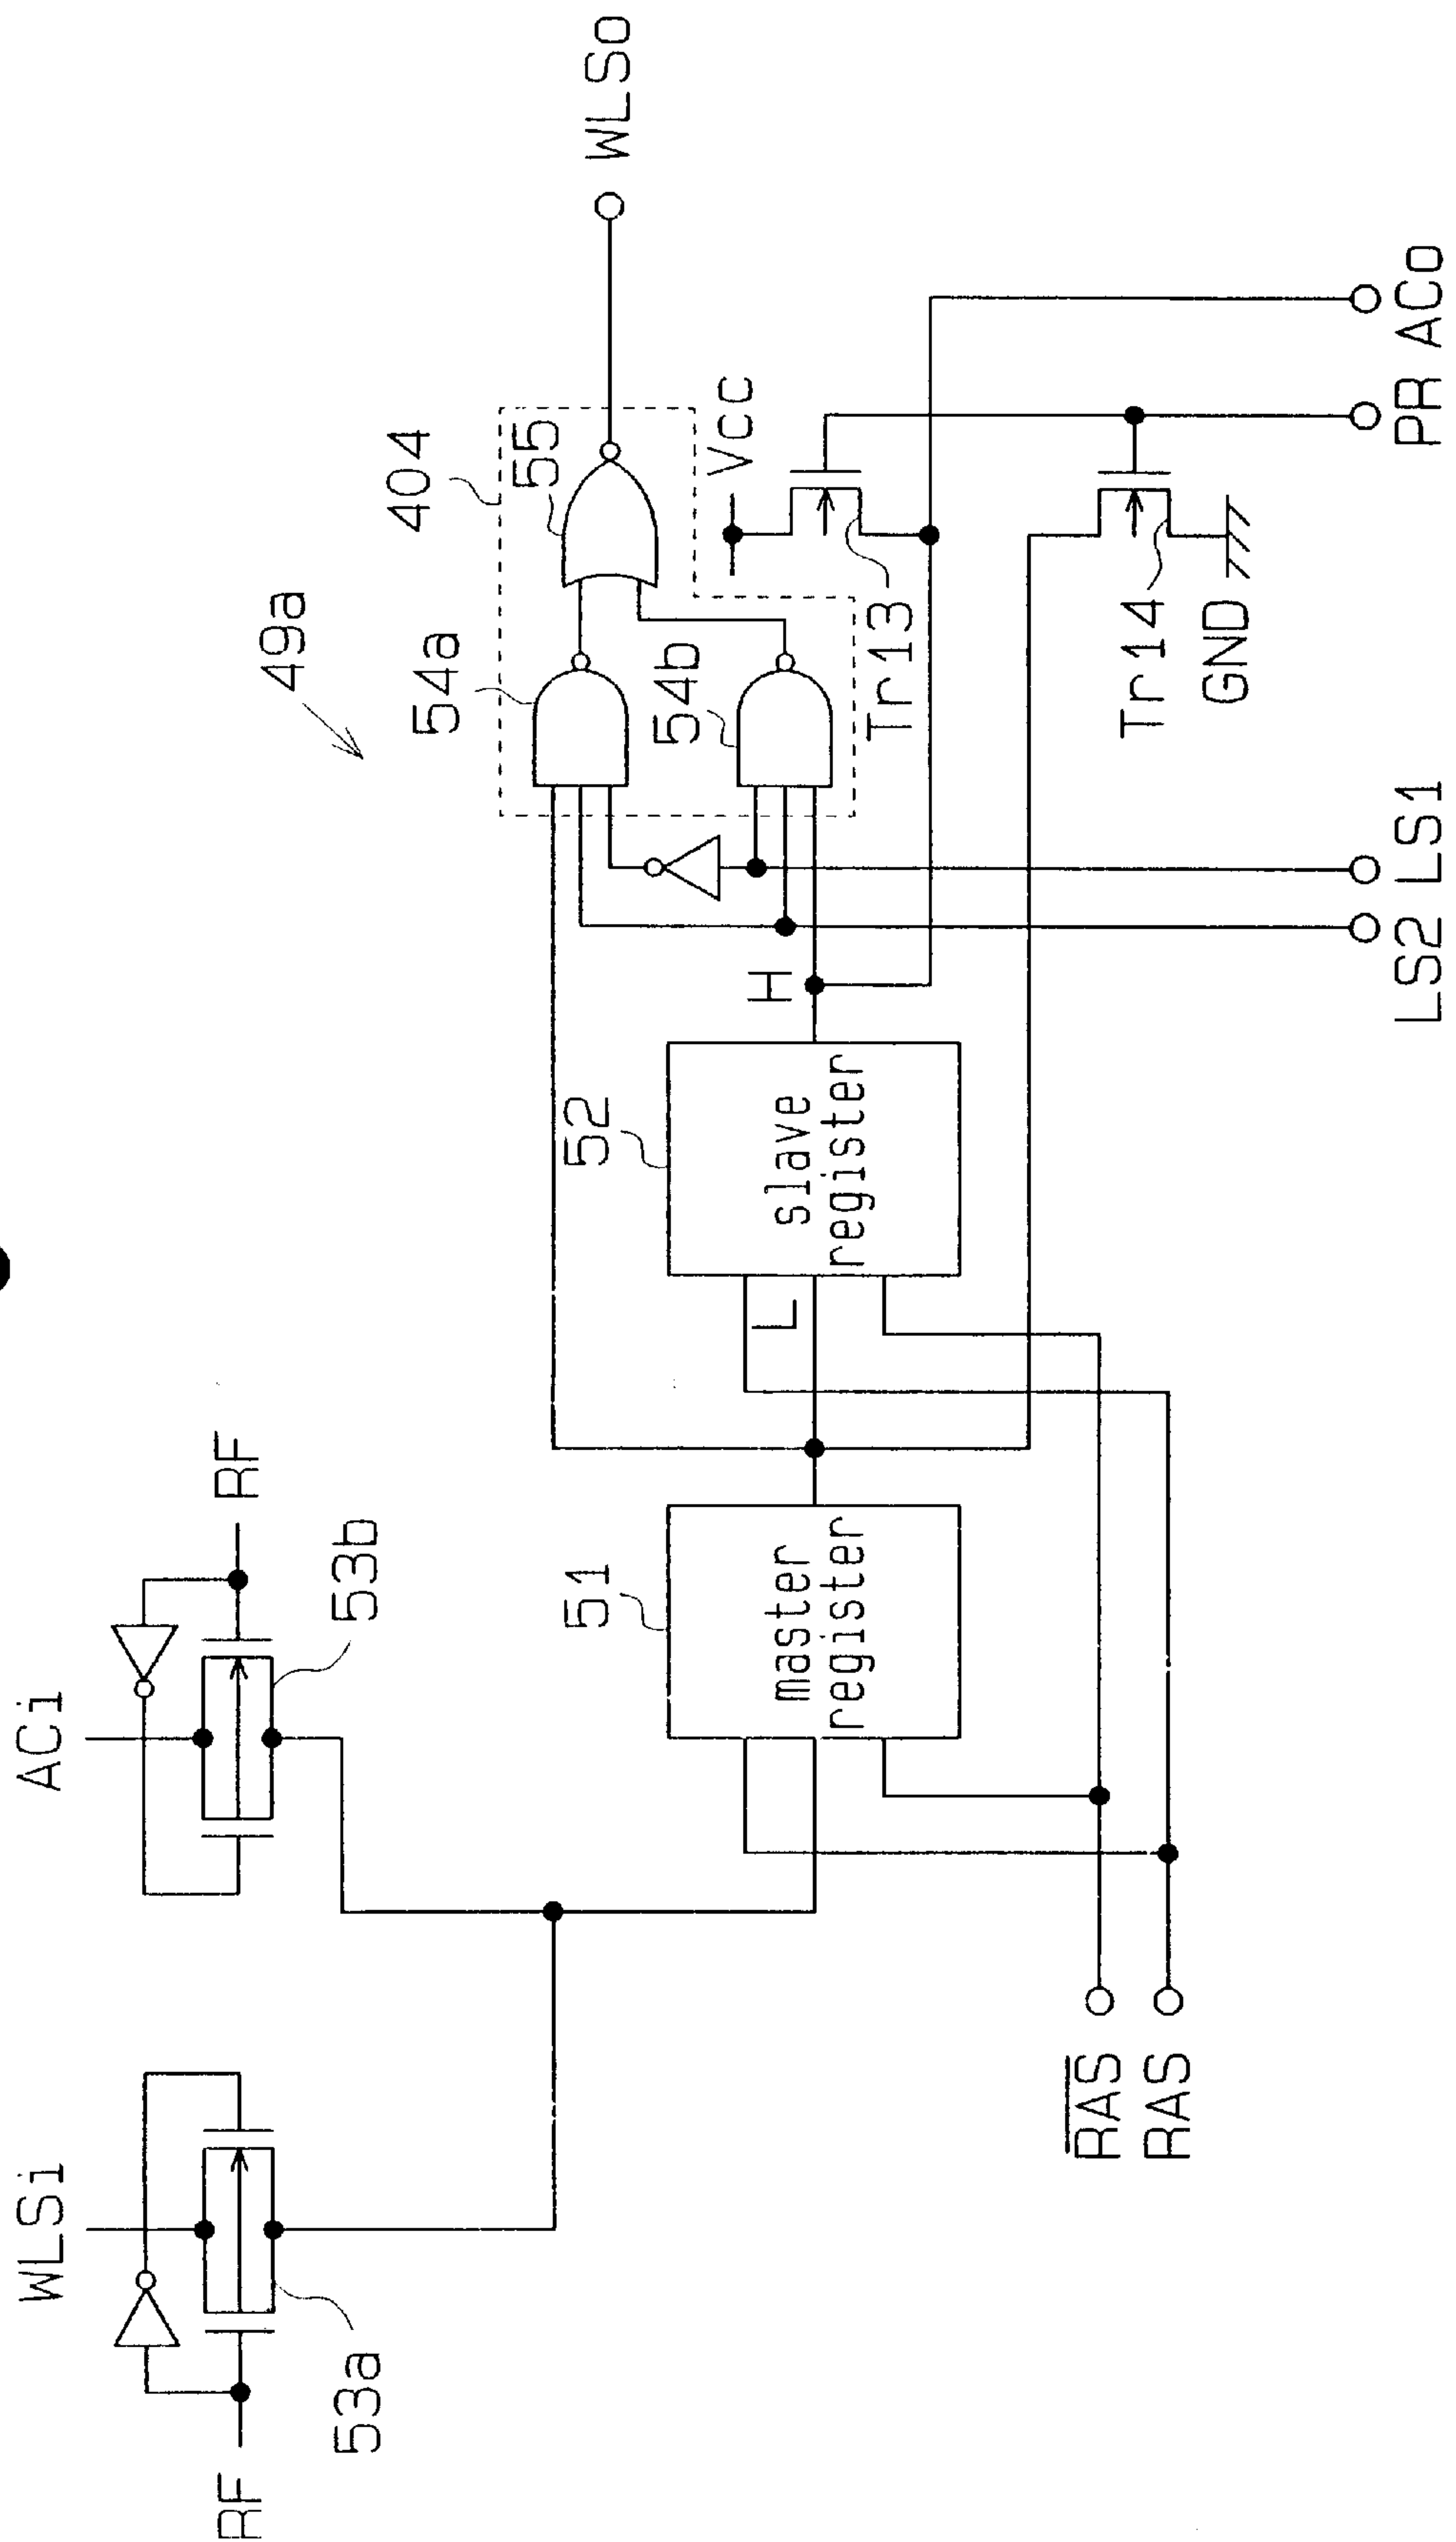 WLSi
RF
53a
ACi
RF
53b
RAS
RAS
51
master
register
L
52
slave
register
H
49a
54a
54b
404
55
WLSo
Vcc
Tr13
Tr14
GND
LS2
LS1
PR
ACo